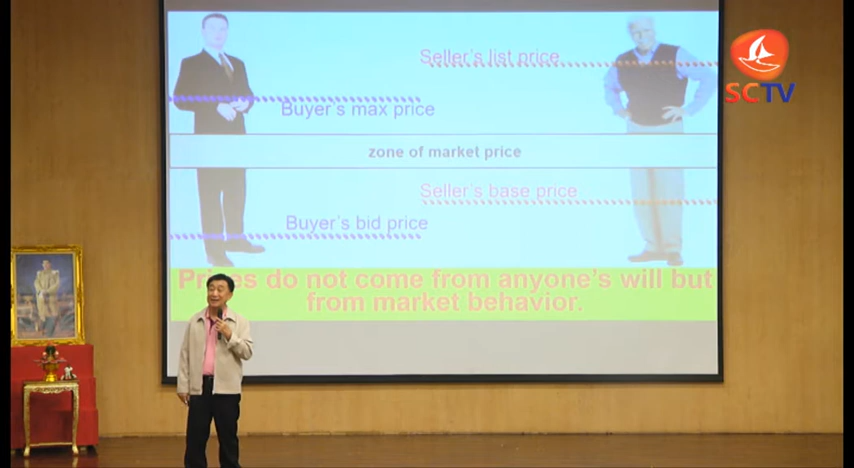 SCTV
Seller's list price
Buyer's max price
zone of market price
Seller's base price
Buyer's bid price
Prices do not come from anyone's will but
from market behavior.